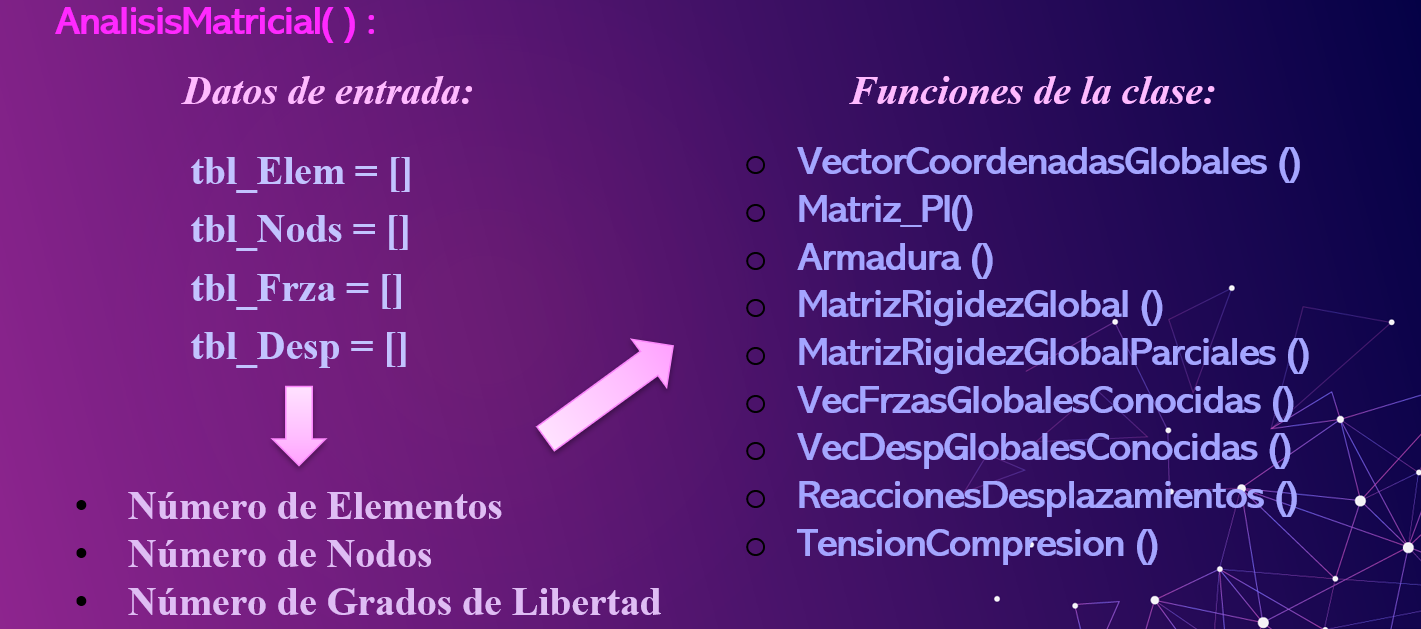 AnalisisMatricial( ) :
Datos de entrada:
tbl_Elem = []
tbl_Nods = []
tbl_Frza = []
tbl_Desp = []
• Número de Elementos
• Número de Nodos
• Número de Grados de Libertad
Funciones de la clase:
o VectorCoordenadasGlobales ()
o Matriz_PI()
o Armadura ()
o MatrizRigidezGlobal ()
o MatrizRigidezGlobalParciales ()
o VecFrzasGlobalesConocidas ()
o VecDespGlobalesConocidas ()
o ReaccionesDesplazamientos ()
o TensionCompresion ()